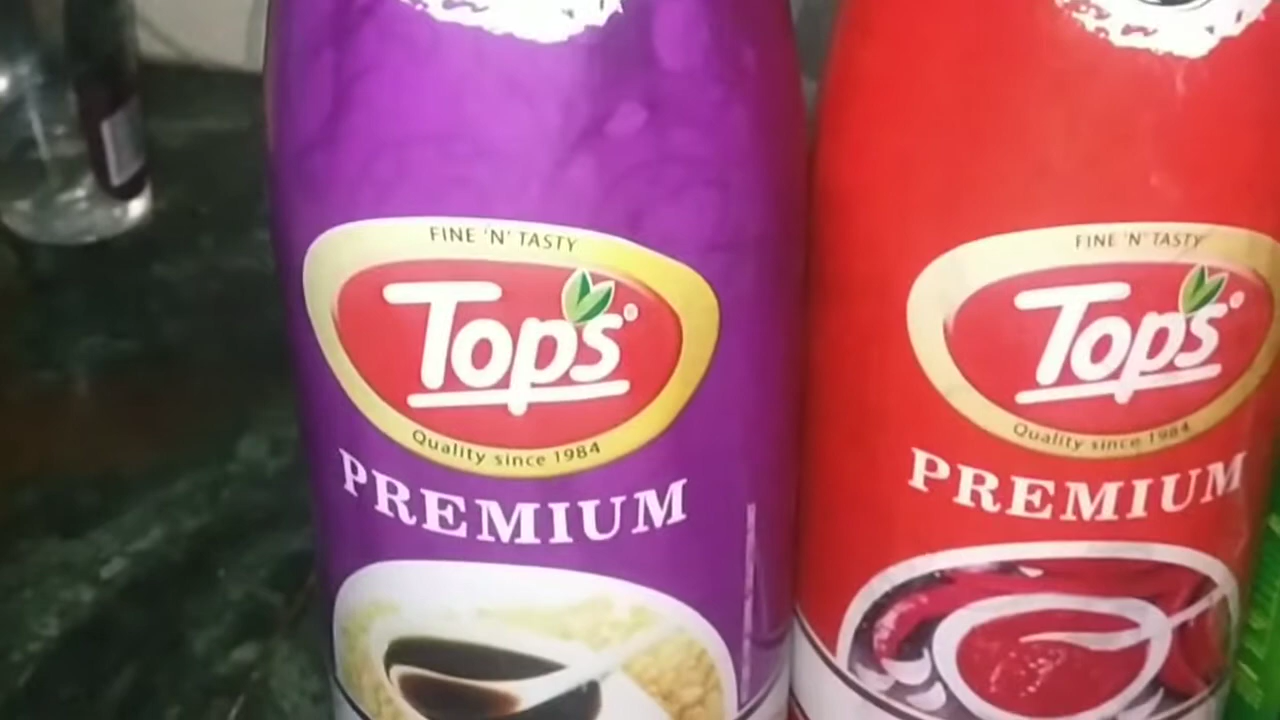 FINE 'N' TASTY
Tops®
Quality since 1984
PREMIUM
FINE 'N' TASTY
Tops®
Quality since 1984
PREMIUM